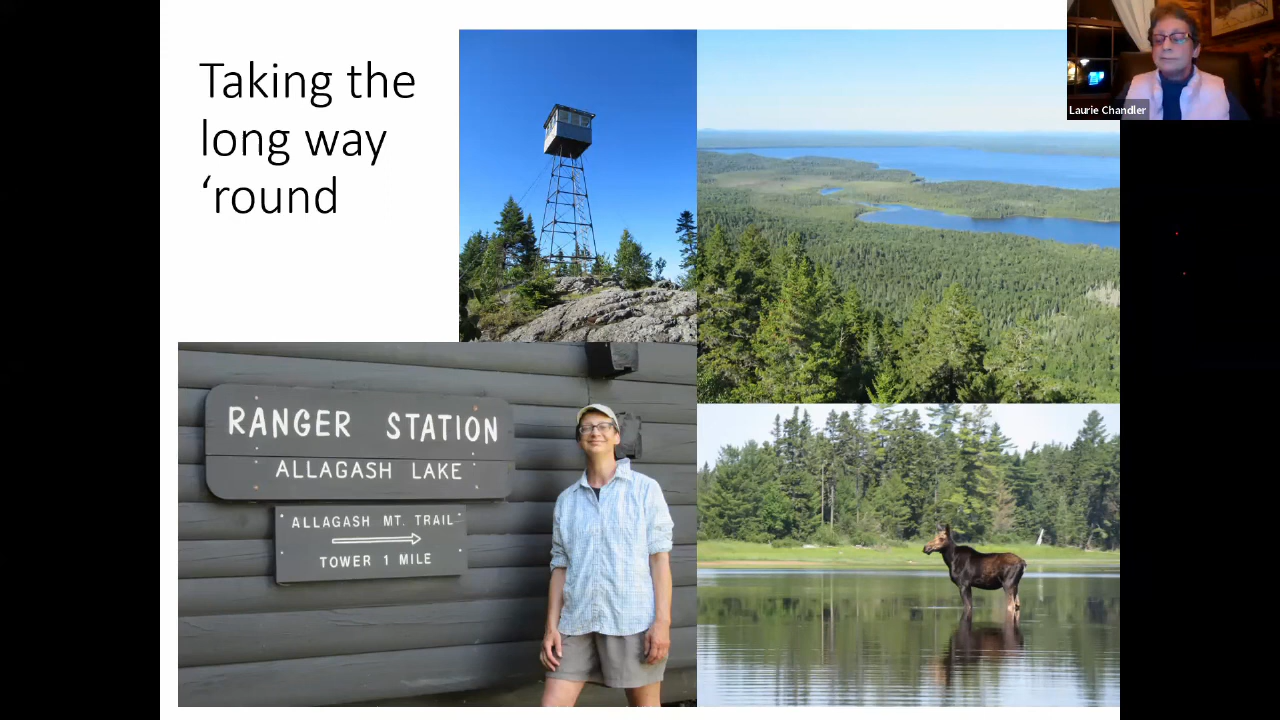 Taking the
long way
‘round
Laurie Chandler
RANGER STATION
ALLAGASH LAKE
ALLAGASH MT. TRAIL
TOWER 1 MILE